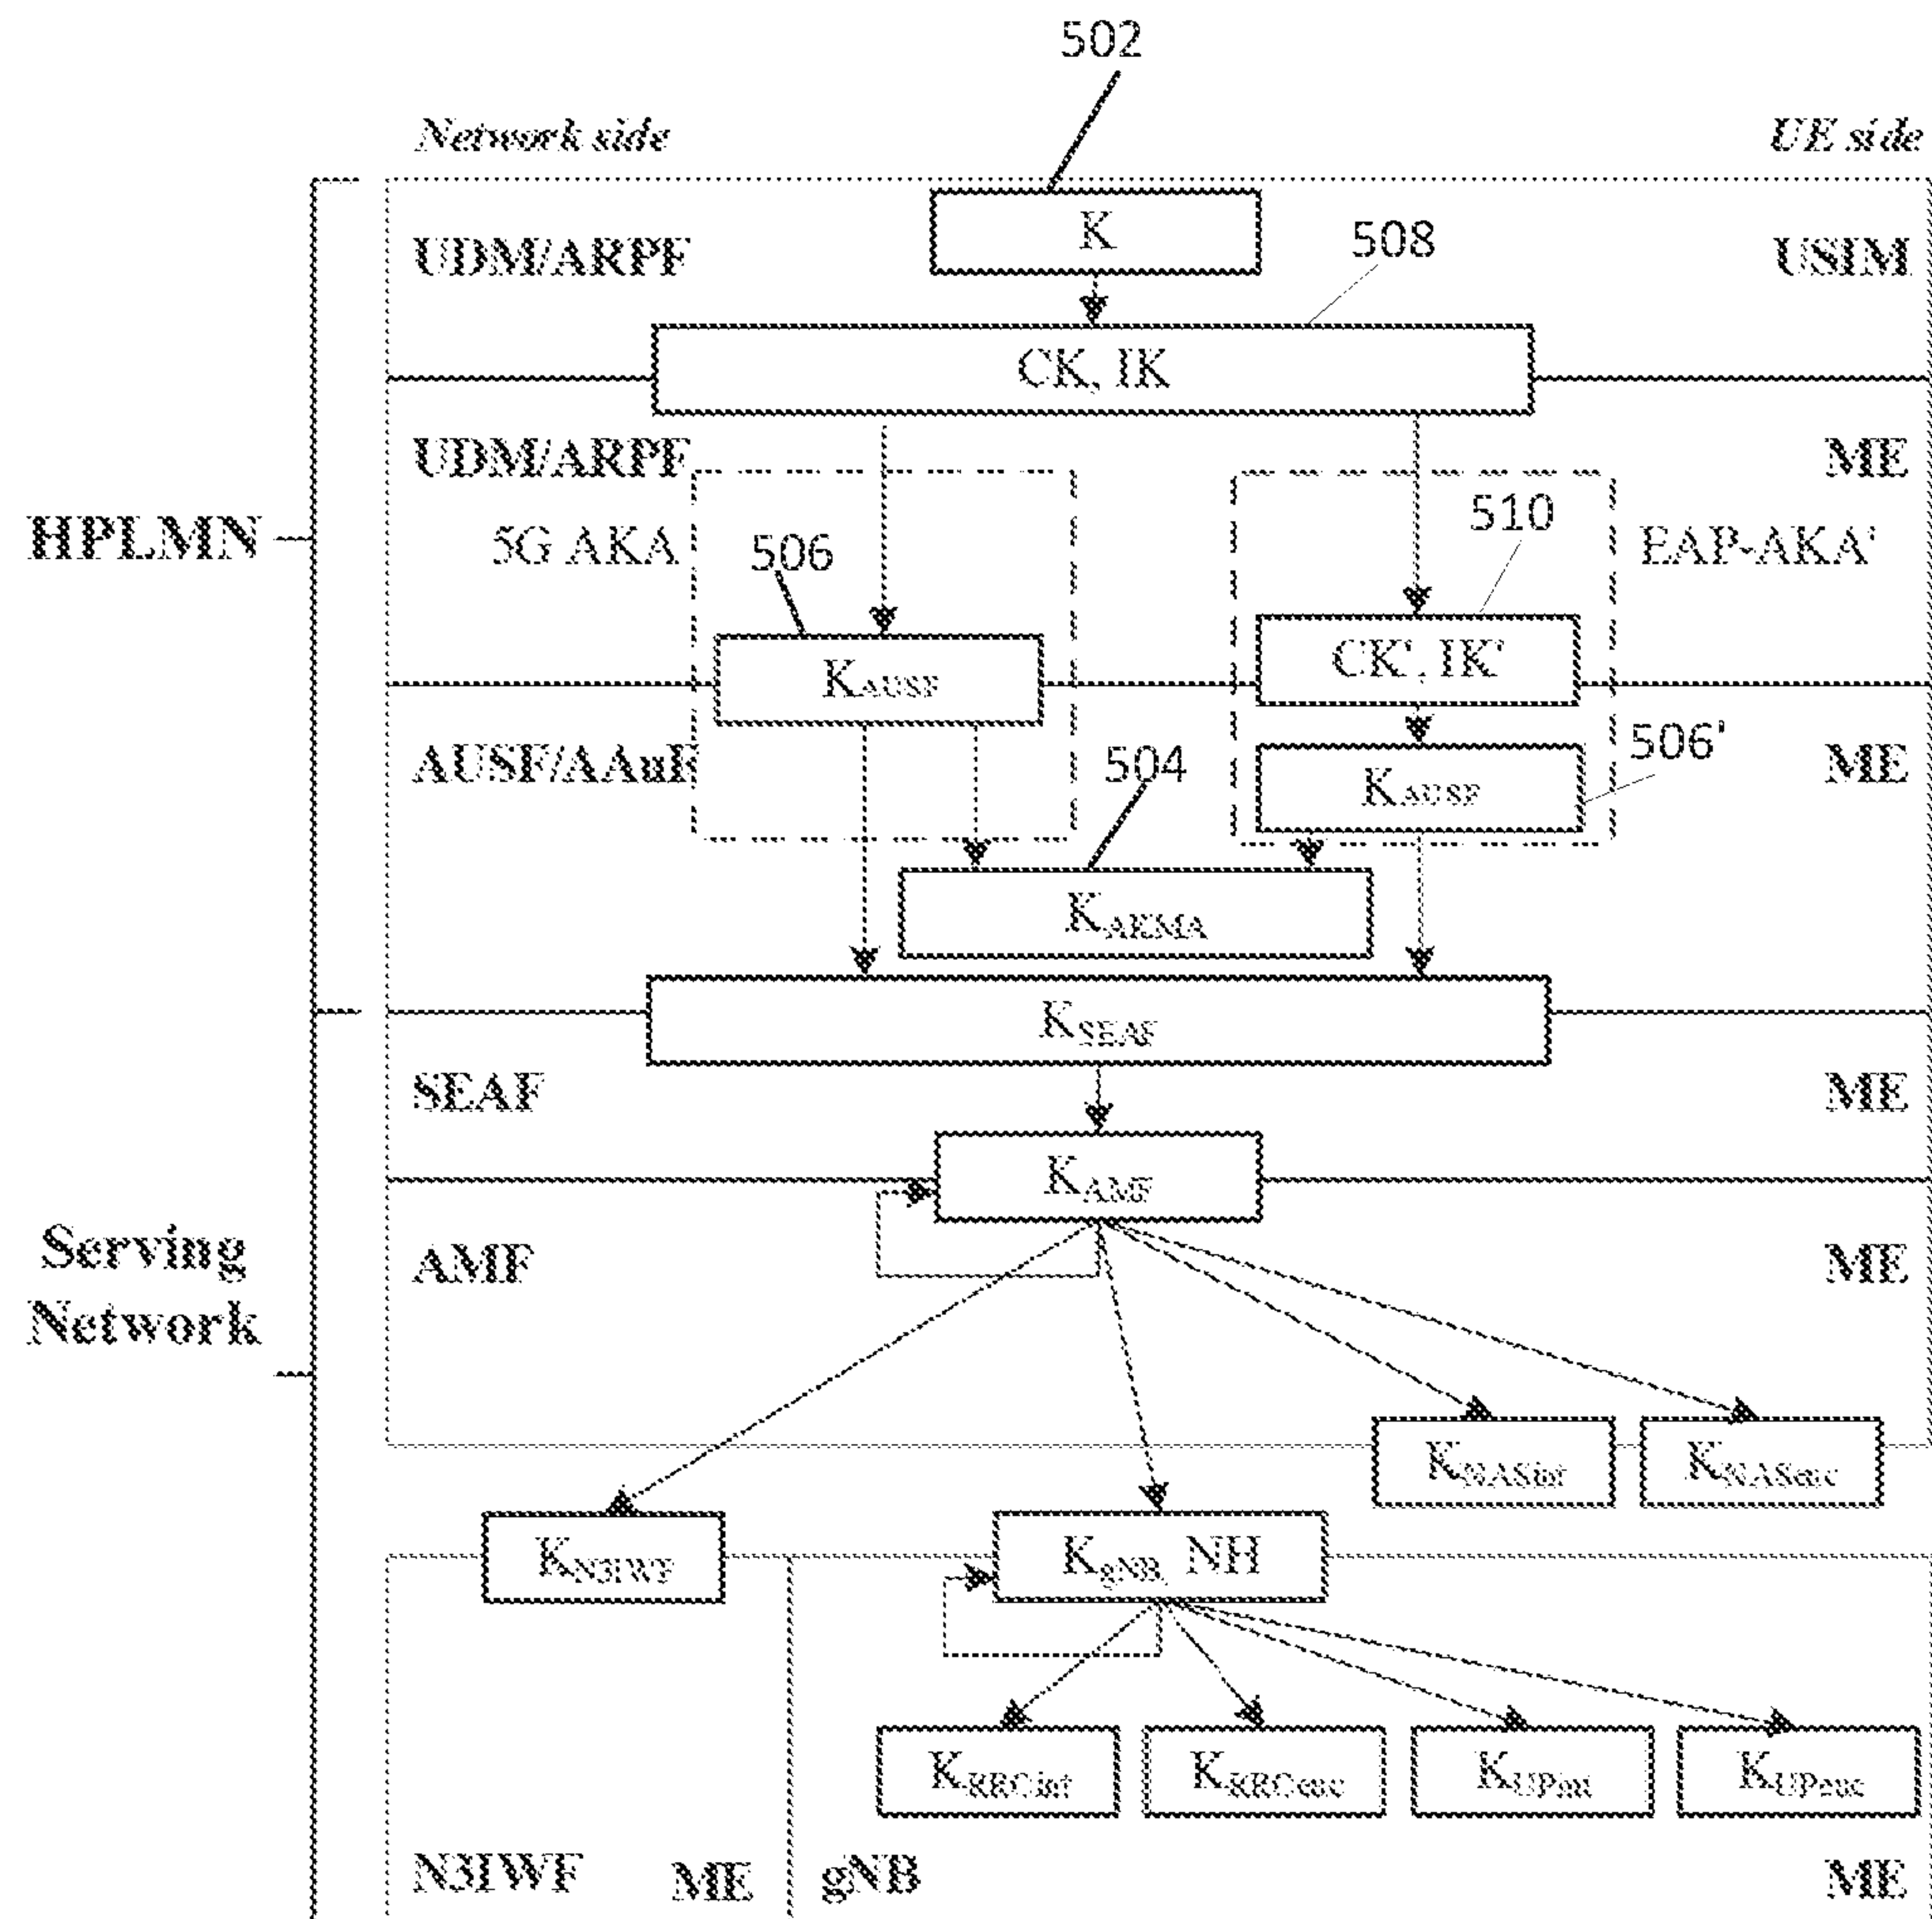 502
Network side
UE side
K
508
UDM/ARPF
USIM
CK, IK
UDM/ARPF
ME
HPLMN
5G AKA
506
510
EAP-AKA'
KAUSF
CK', IK'
AUSF/AAuF
504
506'
ME
KAUSF
KAKMA
KSEAF
SEAF
ME
KAMF
Serving
Network
AMF
ME
KNASint
KNASenc
KN3IWF
KgNB, NH
KRRCint
KRRCenc
KUPint
KUPenc
N3IWF
ME
gNB
ME